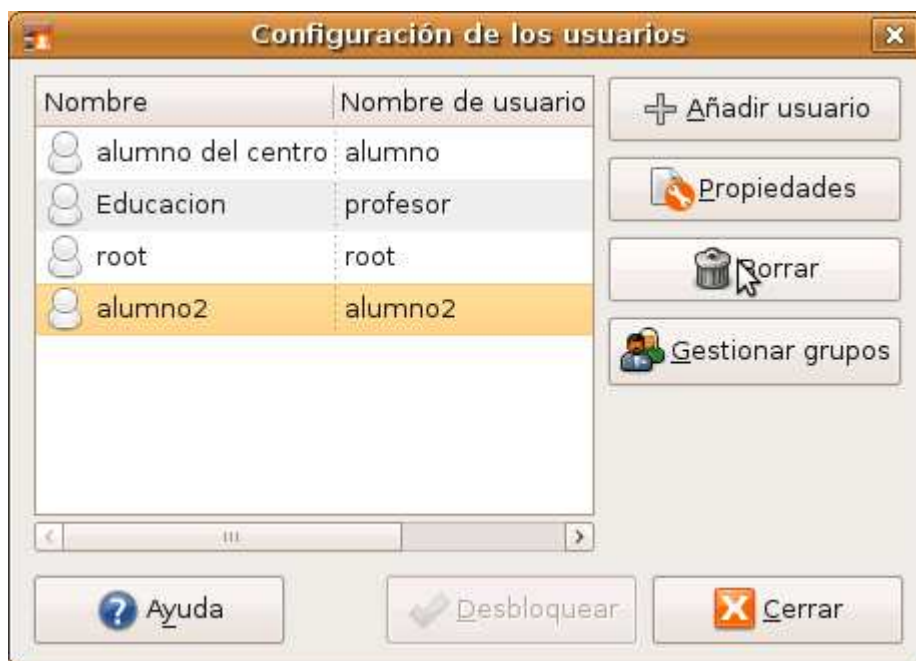 Configuración de los usuarios
Nombre Nombre de usuario
alumno del centro alumno
Educacion profesor
root root
alumno2 alumno2
Añadir usuario
Propiedades
Borrar
Gestionar grupos
Ayuda
Desbloquear
Cerrar